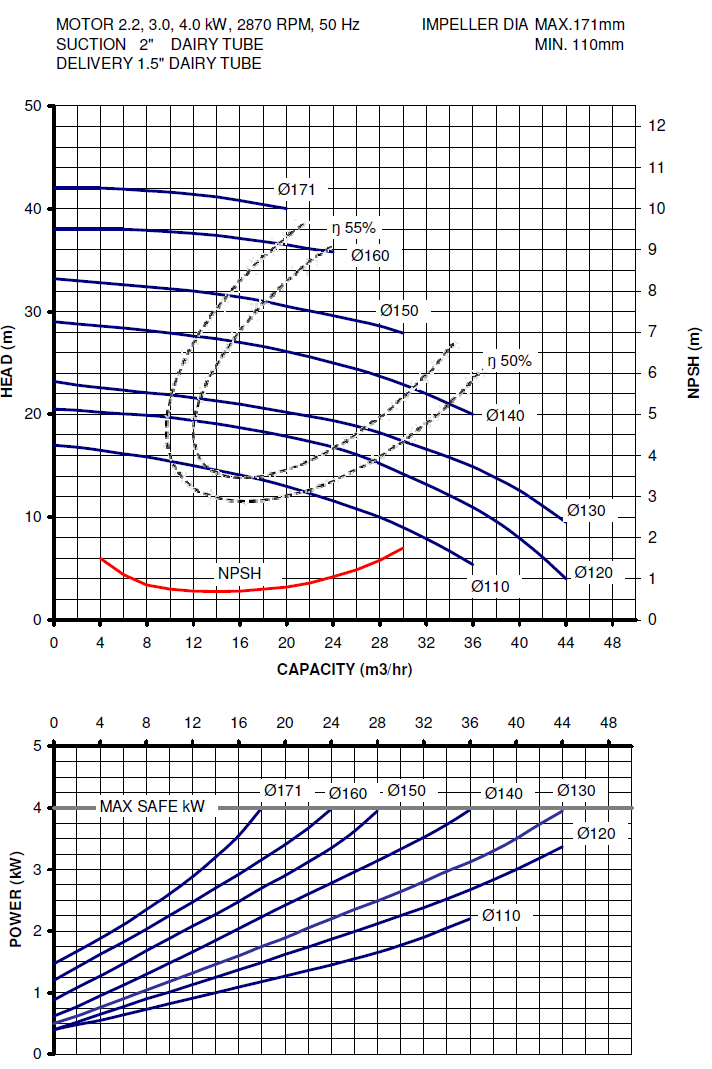 MOTOR 2.2, 3.0, 4.0 kW, 2870 RPM, 50 Hz IMPELLER DIA MAX.171mm
SUCTION 2" DAIRY TUBE MIN. 110mm
DELIVERY 1.5" DAIRY TUBE
50
12
11
Ø171
40
10
ŋ 55%
9
Ø160
8
30
Ø150
7
ŋ 50%
6
HEAD (m)
NPSH (m)
20
5
Ø140
4
3
10
Ø130
2
NPSH
Ø120
1
Ø110
0
0
0 4 8 12 16 20 24 28 32 36 40 44 48
CAPACITY (m3/hr)
0 4 8 12 16 20 24 28 32 36 40 44 48
5
Ø171 Ø160 Ø150 Ø140 Ø130
4
MAX SAFE kW
Ø120
3
POWER (kW)
Ø110
2
1
0